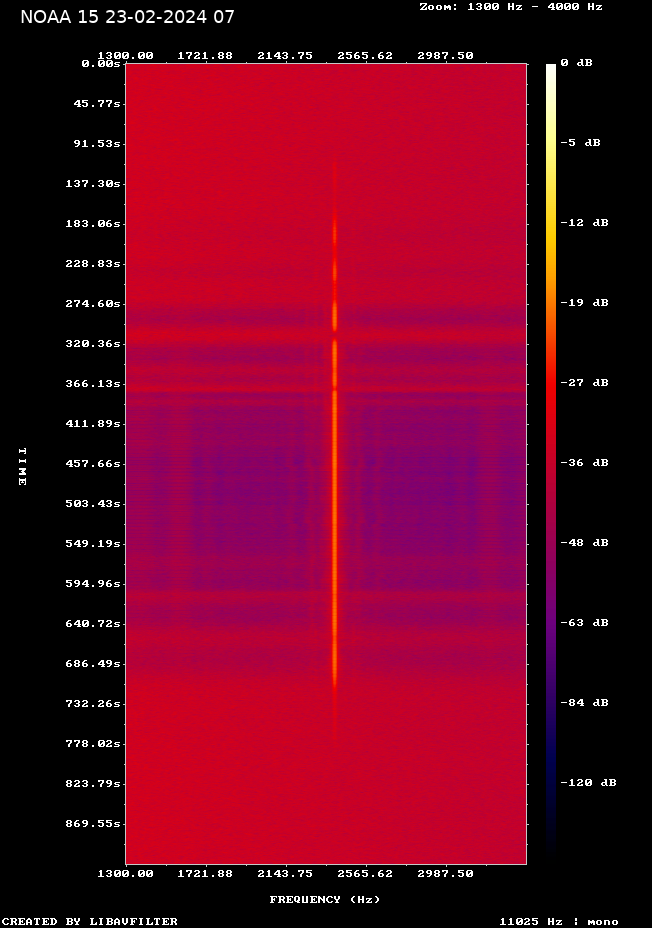 Zoom: 1300 Hz - 4000 Hz
NOAA 15 23-02-2024 07
1300.00 1721.88 2143.75 2565.62 2987.50
0.00s
45.77s
91.53s
137.30s
183.06s
228.83s
274.60s
320.36s
366.13s
411.89s
457.66s
503.43s
549.19s
594.96s
640.72s
686.49s
732.26s
778.02s
823.79s
869.55s
TIME
0 dB
-5 dB
-12 dB
-19 dB
-27 dB
-36 dB
-48 dB
-63 dB
-84 dB
-120 dB
1300.00 1721.88 2143.75 2565.62 2987.50
FREQUENCY (Hz)
CREATED BY LIBAVFILTER
11025 Hz | mono